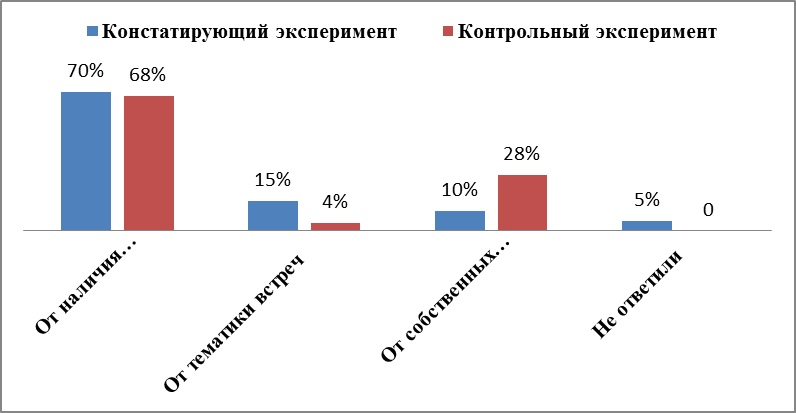 Констатирующий эксперимент
Контрольный эксперимент
70%
68%
15%
4%
10%
28%
5%
0
От наличия…
От тематики встреч
От собственных…
Не ответили